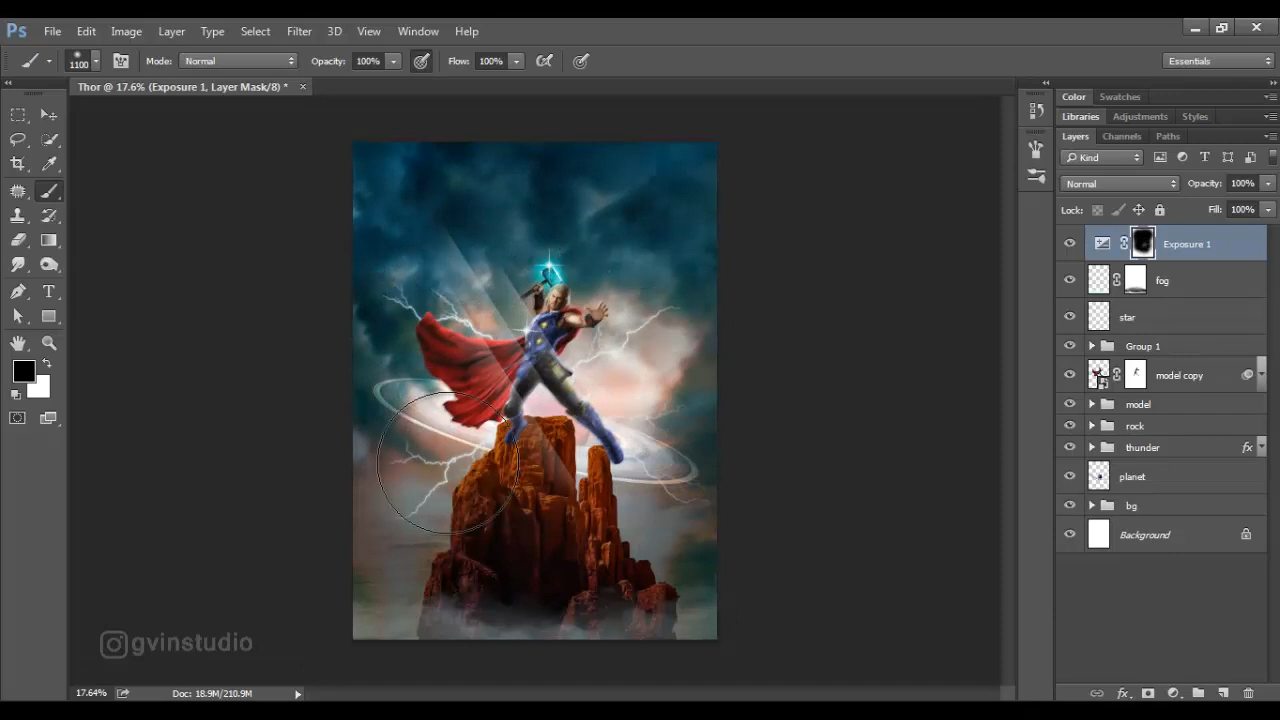 Ps File Edit Image Layer Type Select Filter 3D View Window Help
1100 Mode: Normal Opacity: 100% Flow: 100% Essentials
Thor @ 17.6% (Exposure 1, Layer Mask/8) *
Color Swatches
Libraries Adjustments Styles
Layers Channels Paths
Kind
Normal Opacity: 100%
Lock: Fill: 100%
Exposure 1
fog
star
Group 1
model copy
model
rock
thunder fx
planet
bg
Background
gvinstudio
17.64% Doc: 18.9M/210.9M
fx